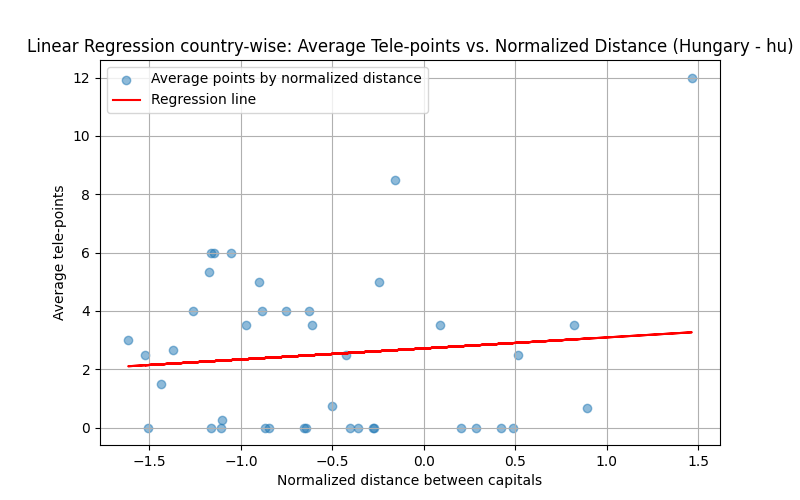 Linear Regression country-wise: Average Tele-points vs. Normalized Distance (Hungary - hu)
Average points by normalized distance
Regression line
12
10
8
6
4
2
0
Average tele-points
−1.5
−1.0
−0.5
0.0
0.5
1.0
1.5
Normalized distance between capitals